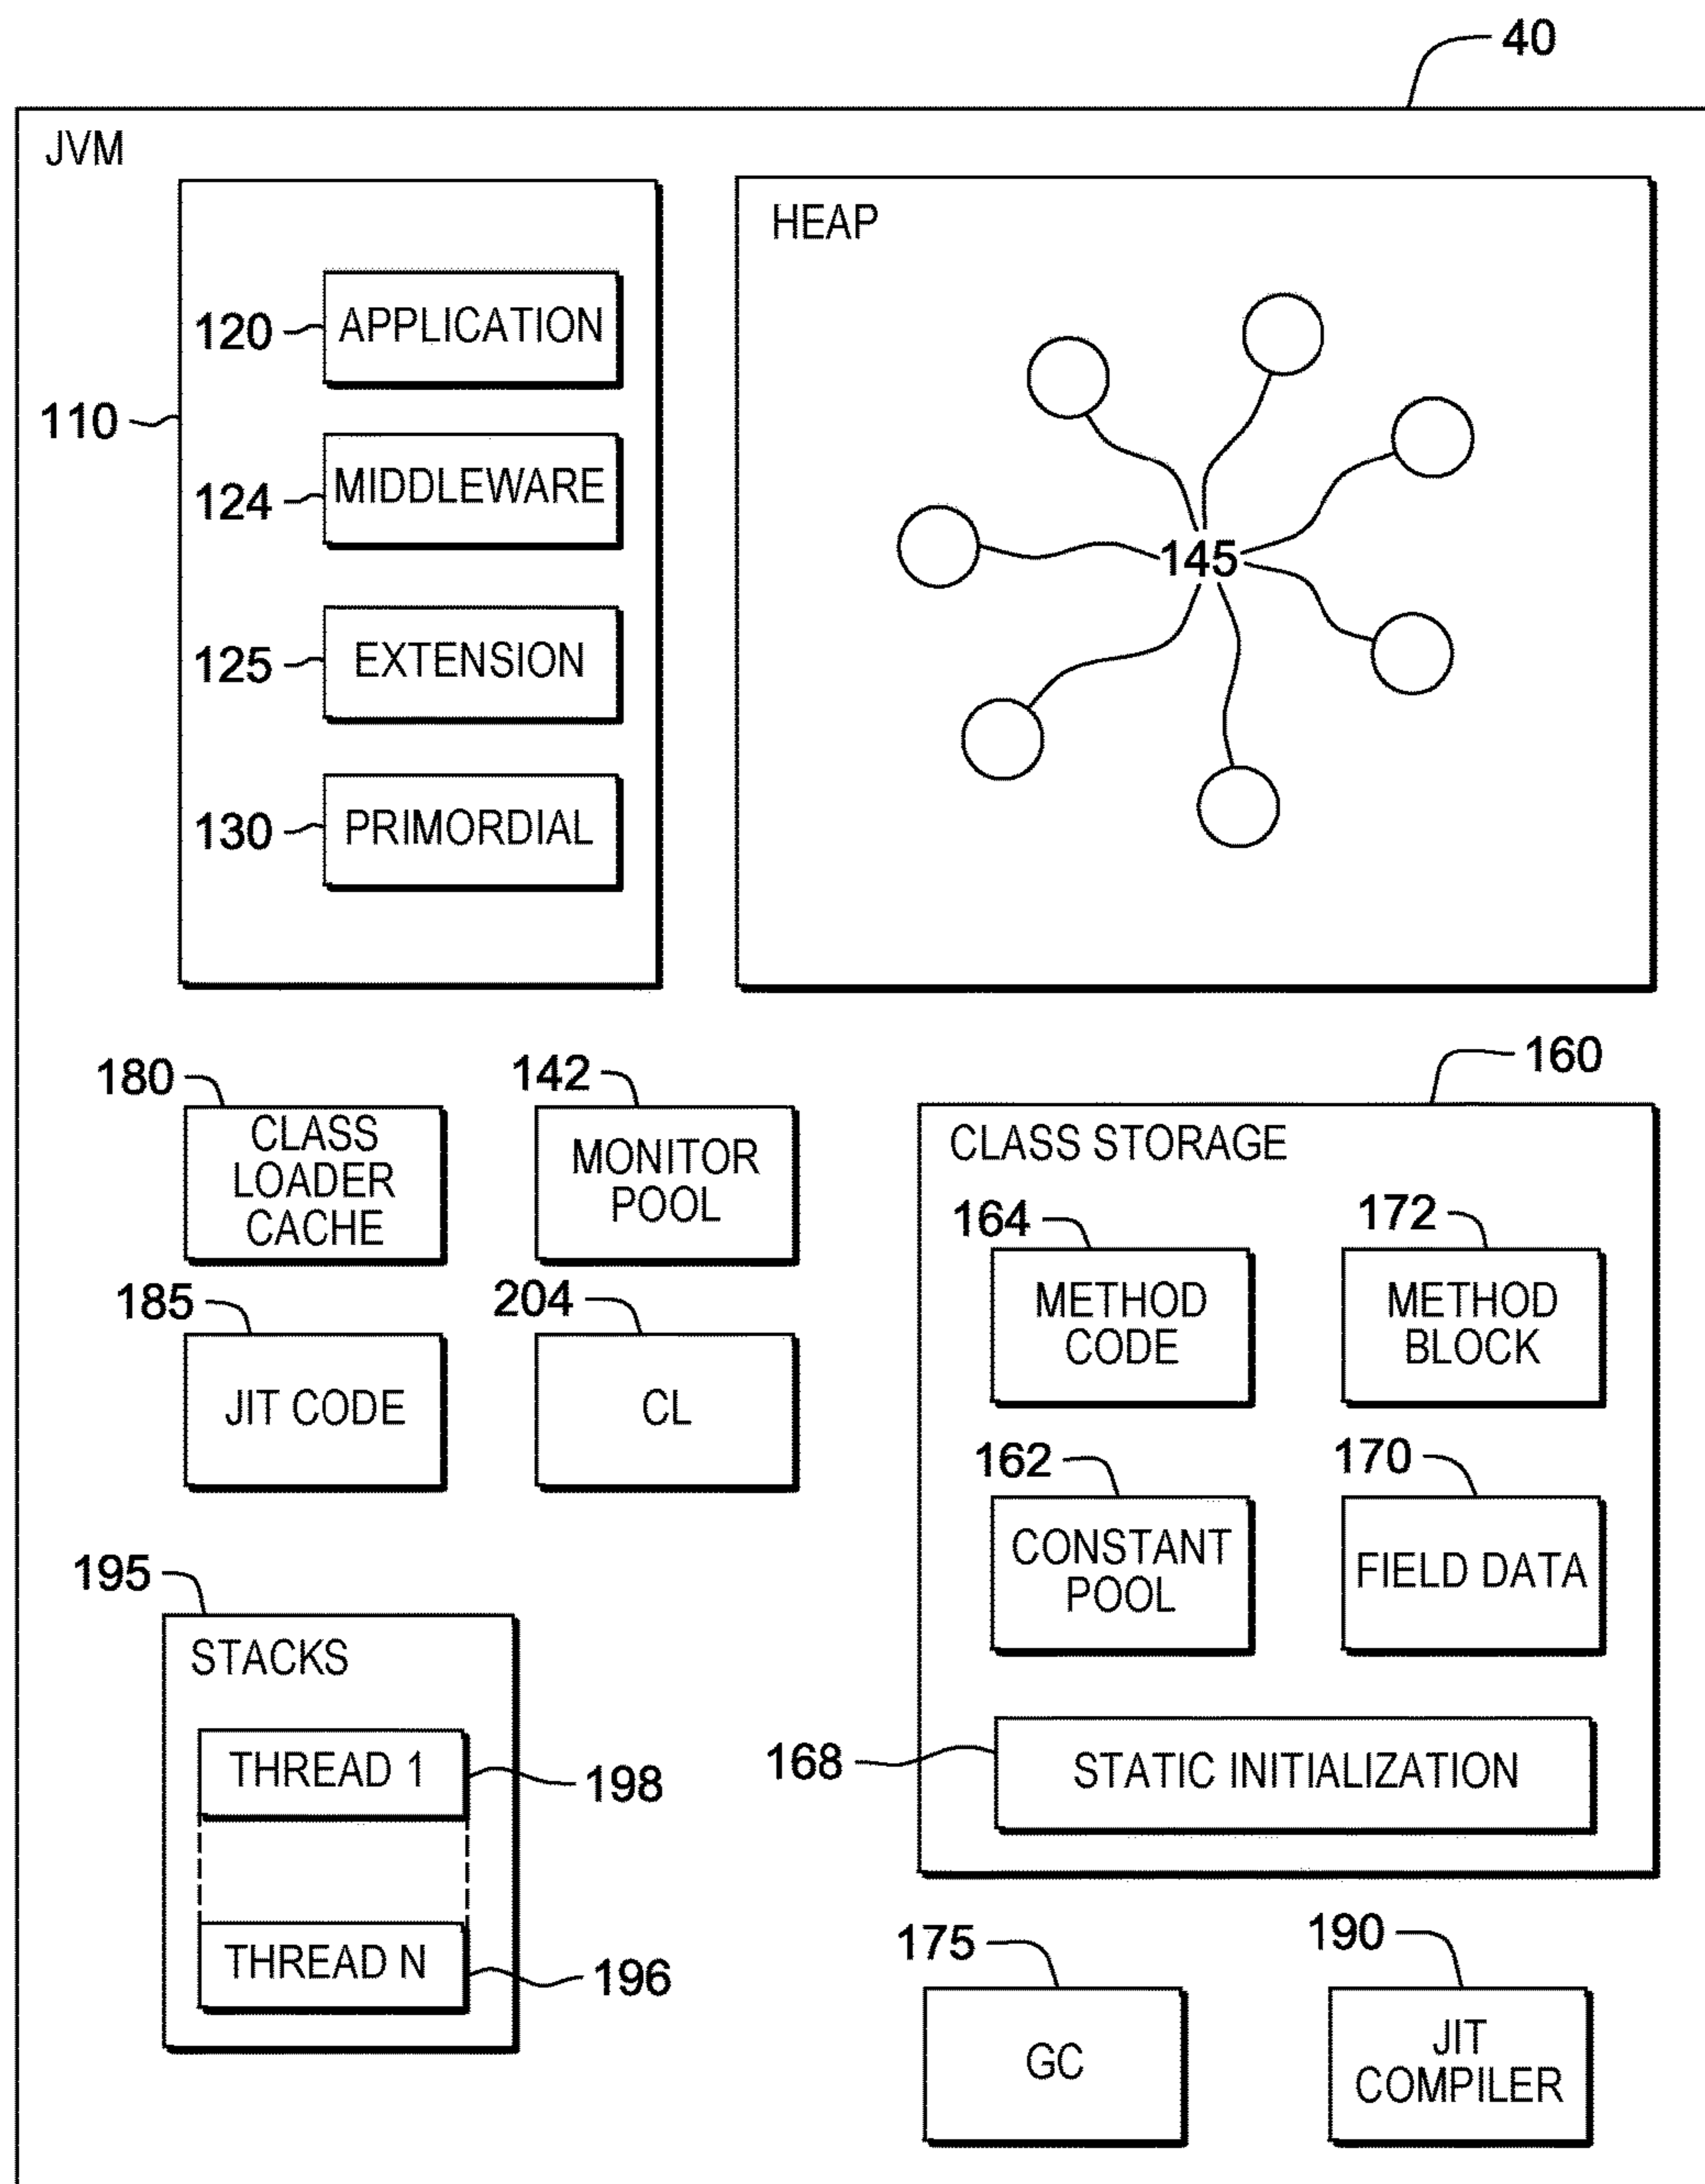 40
JVM
110
120
APPLICATION
124
MIDDLEWARE
125
EXTENSION
130
PRIMORDIAL
HEAP
145
180
CLASS
LOADER
CACHE
142
MONITOR
POOL
185
JIT CODE
204
CL
160
CLASS STORAGE
164
METHOD
CODE
172
METHOD
BLOCK
162
CONSTANT
POOL
170
FIELD DATA
168
STATIC INITIALIZATION
195
STACKS
THREAD 1
198
THREAD N
196
175
GC
190
JIT
COMPILER